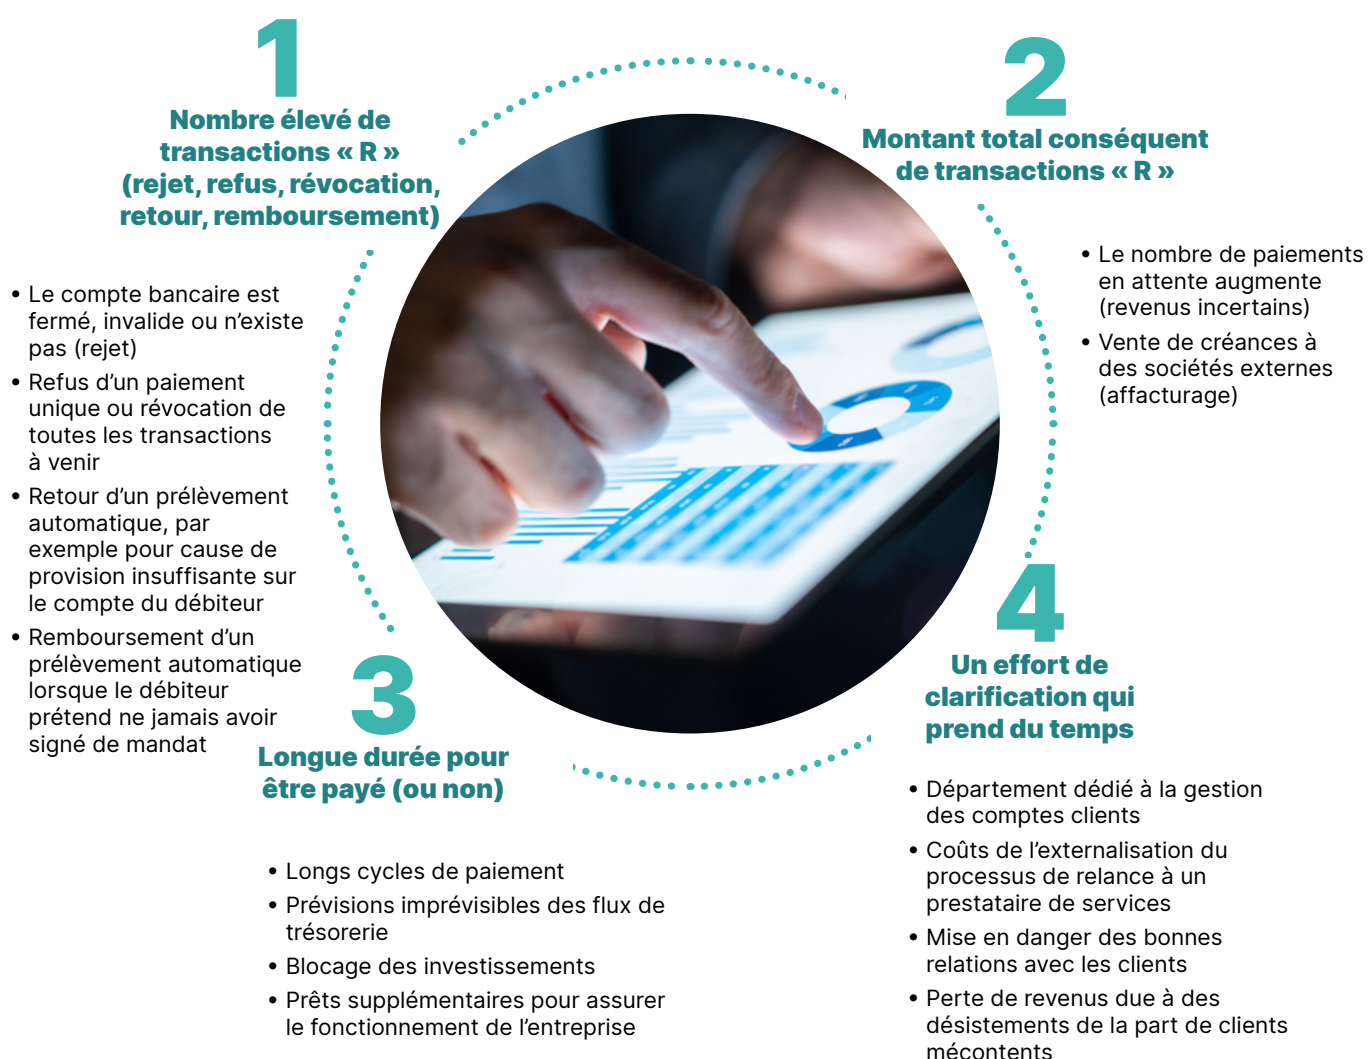 1
Nombre élevé de
transactions « R »
(rejet, refus, révocation,
retour, remboursement)
• Le compte bancaire est
fermé, invalide ou n’existe
pas (rejet)
• Refus d’un paiement
unique ou révocation de
toutes les transactions
à venir
• Retour d’un prélèvement
automatique, par
exemple pour cause de
provision insuffisante sur
le compte du débiteur
• Remboursement d’un
prélèvement automatique
lorsque le débiteur
prétend ne jamais avoir
signé de mandat
2
Montant total conséquent
de transactions « R »
• Le nombre de paiements
en attente augmente
(revenus incertains)
• Vente de créances à
des sociétés externes
(affacturage)
3
Longue durée pour
être payé (ou non)
• Longs cycles de paiement
• Prévisions imprévisibles des flux de
trésorerie
• Blocage des investissements
• Prêts supplémentaires pour assurer
le fonctionnement de l’entreprise
4
Un effort de
clarification qui
prend du temps
• Département dédié à la gestion
des comptes clients
• Coûts de l’externalisation du
processus de relance à un
prestataire de services
• Mise en danger des bonnes
relations avec les clients
• Perte de revenus due à des
désistements de la part de clients
mécontents